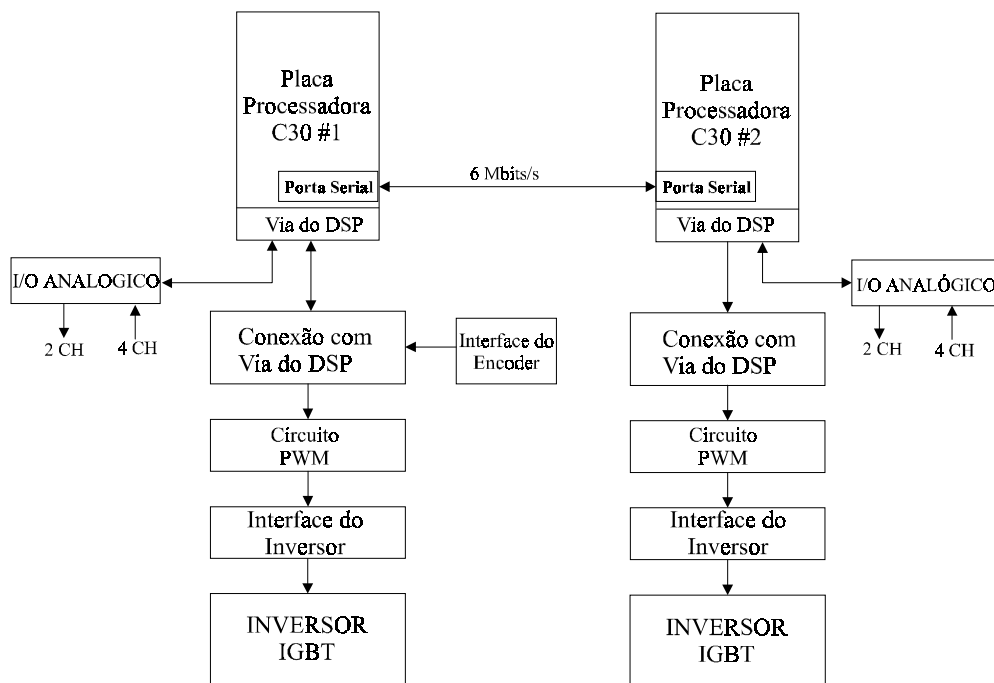 Placa
Processadora
C30 #1
Porta Serial
Via do DSP
6 Mbits/s
Placa
Processadora
C30 #2
Porta Serial
Via do DSP
I/O ANALOGICO
2 CH
4 CH
I/O ANALÓGICO
2 CH
4 CH
Conexão com
Via do DSP
Interface do
Encoder
Conexão com
Via do DSP
Circuito
PWM
Circuito
PWM
Interface do
Inversor
Interface do
Inversor
INVERSOR
IGBT
INVERSOR
IGBT